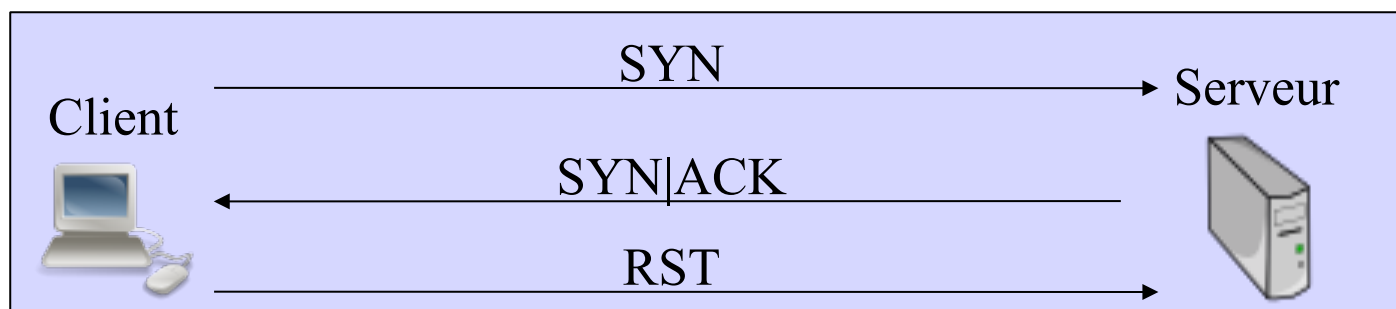 SYN
Serveur
Client
SYN|ACK
RST